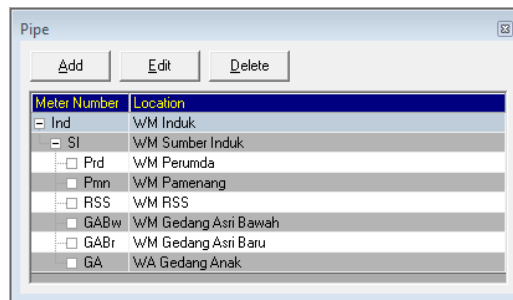 Pipe
Add Edit Delete
Meter Number Location
Ind WM Induk
SI WM Sumber Induk
Prd WM Perumda
Pmn WM Pamenang
RSS WM RSS
GABw WM Gedang Asri Bawah
GABr WM Gedang Asri Baru
GA WA Gedang Anak